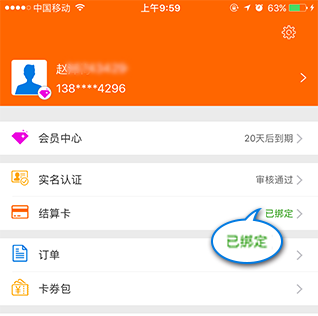 中国移动 上午9:59 63%
赵
138****4296
会员中心 20天后到期
实名认证 审核通过
结算卡 已绑定
已绑定
订单
卡券包